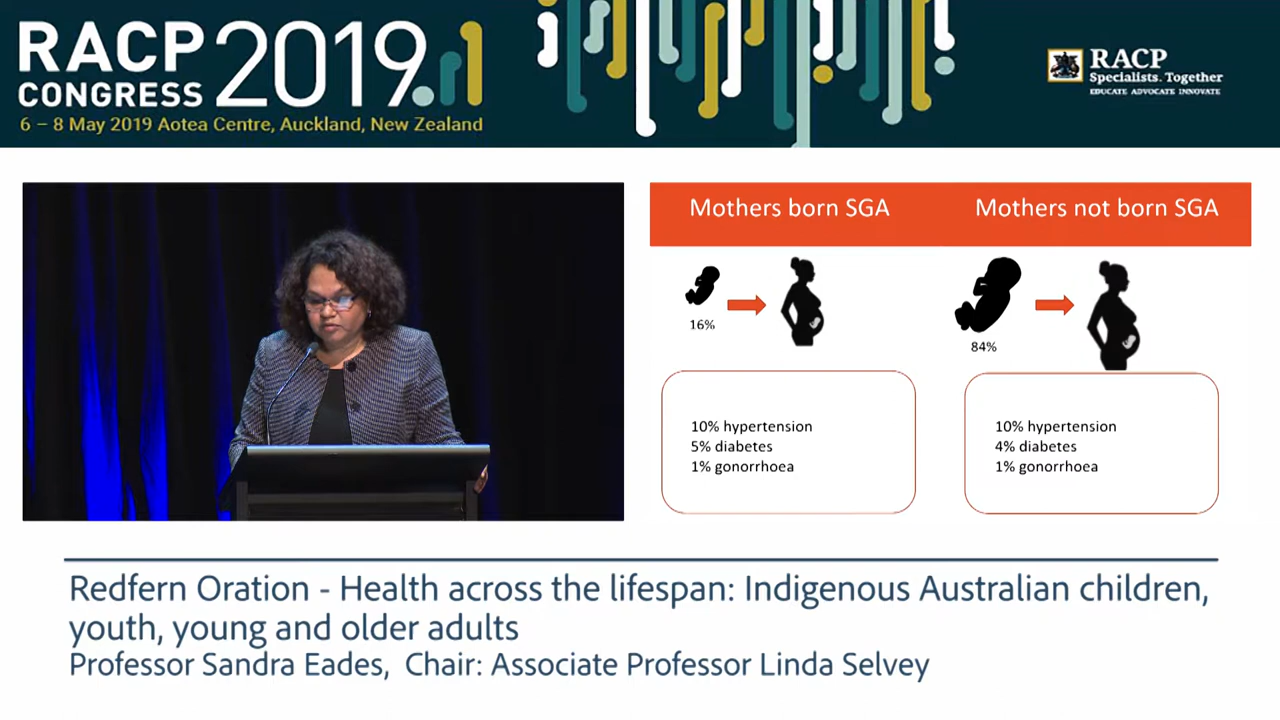 RACP
CONGRESS
2019
6 – 8 May 2019 Aotea Centre, Auckland, New Zealand
RACP
Specialists. Together
EDUCATE ADVOCATE INNOVATE
Mothers born SGA
Mothers not born SGA
16%
84%
10% hypertension
5% diabetes
1% gonorrhoea
10% hypertension
4% diabetes
1% gonorrhoea
Redfern Oration - Health across the lifespan: Indigenous Australian children,
youth, young and older adults
Professor Sandra Eades, Chair: Associate Professor Linda Selvey